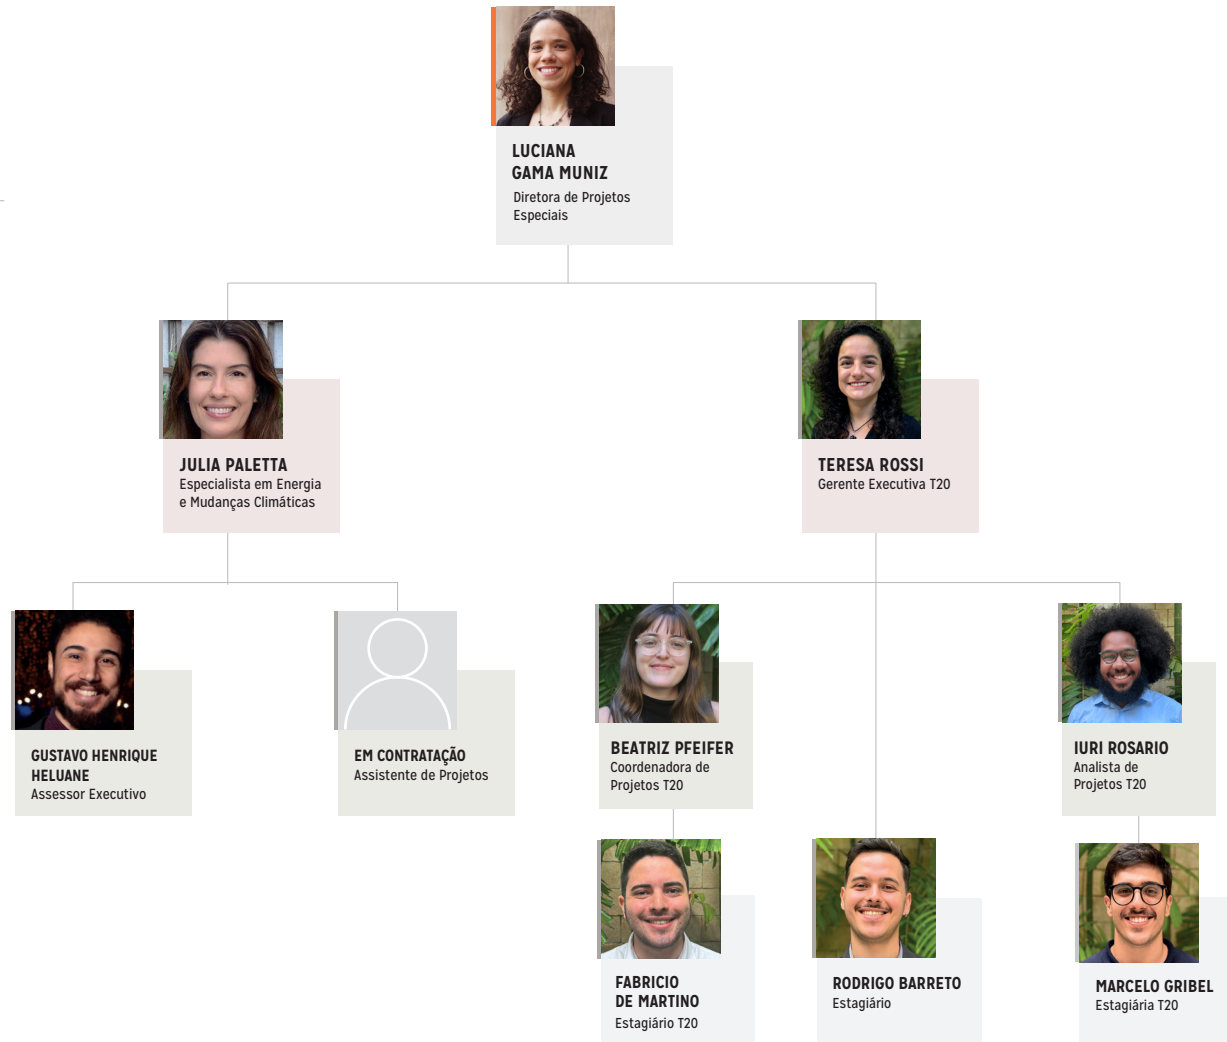 LUCIANA
GAMA MUNIZ
Diretora de Projetos
Especiais
JULIA PALETTA
Especialista em Energia
e Mudanças Climáticas
TERESA ROSSI
Gerente Executiva T20
GUSTAVO HENRIQUE
HELUANE
Assessor Executivo
EM CONTRATAÇÃO
Assistente de Projetos
BEATRIZ PFEIFER
Coordenadora de
Projetos T20
IURI ROSARIO
Analista de
Projetos T20
FABRICIO
DE MARTINO
Estagiário T20
RODRIGO BARRETO
Estagiário
MARCELO GRIBEL
Estagiária T20